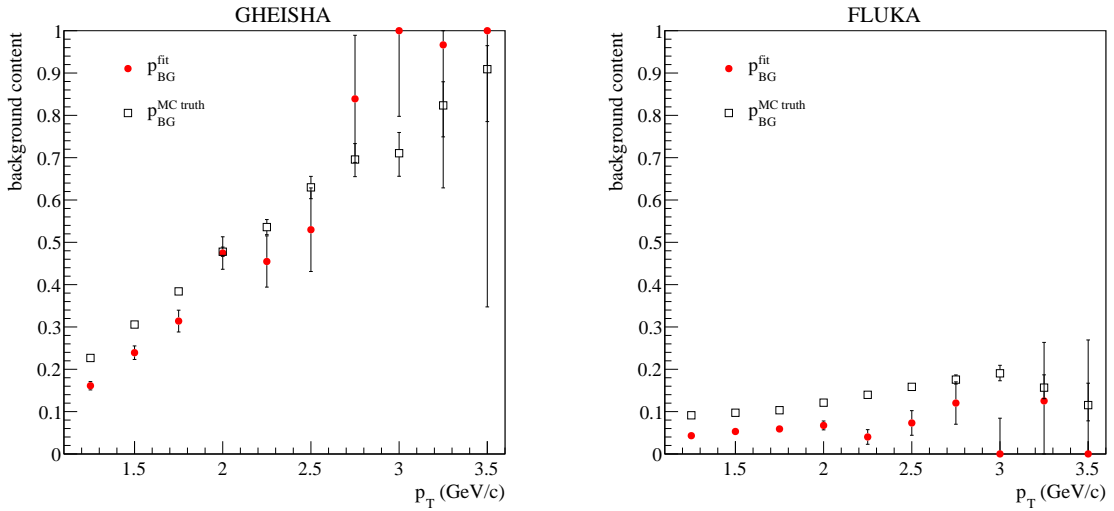 GHEISHA
background content
1
0.9
0.8
0.7
0.6
0.5
0.4
0.3
0.2
0.1
0
p_BG^fit
p_BG^MC truth
1.5 2 2.5 3 3.5
p_T (GeV/c)
FLUKA
background content
1
0.9
0.8
0.7
0.6
0.5
0.4
0.3
0.2
0.1
0
p_BG^fit
p_BG^MC truth
1.5 2 2.5 3 3.5
p_T (GeV/c)